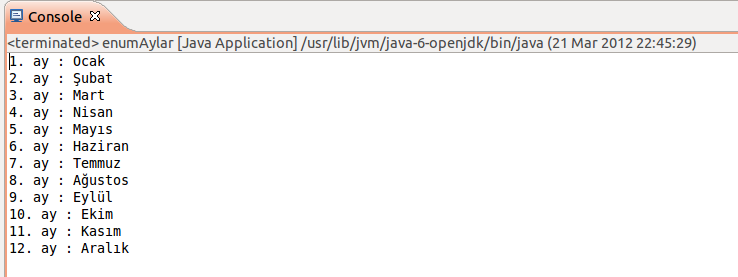 Console
<terminated> enumAylar [Java Application] /usr/lib/jvm/java-6-openjdk/bin/java (21 Mar 2012 22:45:29)
1. ay : Ocak
2. ay : Şubat
3. ay : Mart
4. ay : Nisan
5. ay : Mayıs
6. ay : Haziran
7. ay : Temmuz
8. ay : Ağustos
9. ay : Eylül
10. ay : Ekim
11. ay : Kasım
12. ay : Aralık